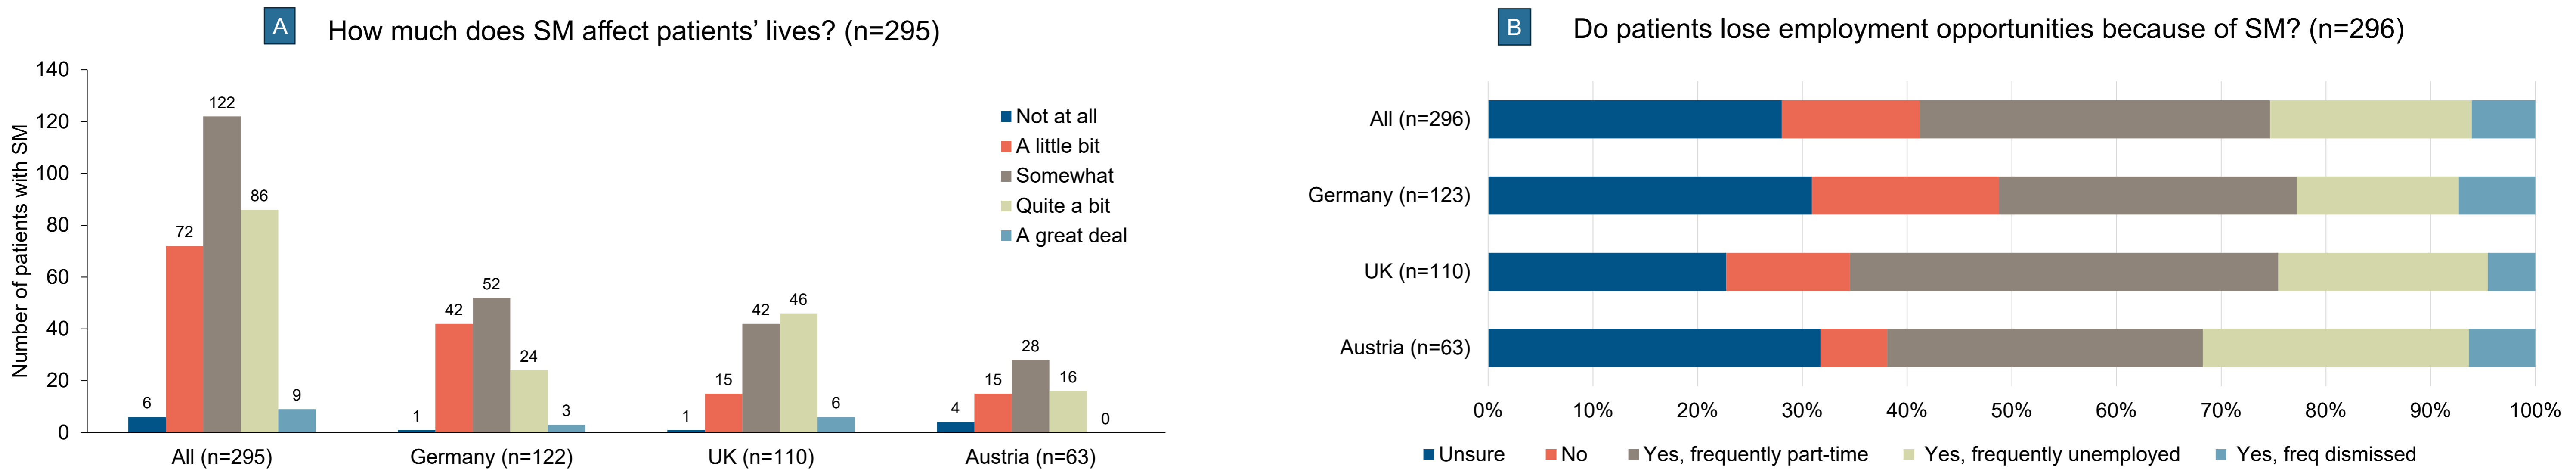 A How much does SM affect patients’ lives? (n=295)
Number of patients with SM
140
120
100
80
60
40
20
0
6 72 122 86 9
1 42 52 24 3
1 15 42 46 6
4 15 28 16 0
All (n=295) Germany (n=122) UK (n=110) Austria (n=63)
Not at all
A little bit
Somewhat
Quite a bit
A great deal
B Do patients lose employment opportunities because of SM? (n=296)
All (n=296)
Germany (n=123)
UK (n=110)
Austria (n=63)
0% 10% 20% 30% 40% 50% 60% 70% 80% 90% 100%
Unsure No Yes, frequently part-time Yes, frequently unemployed Yes, freq dismissed